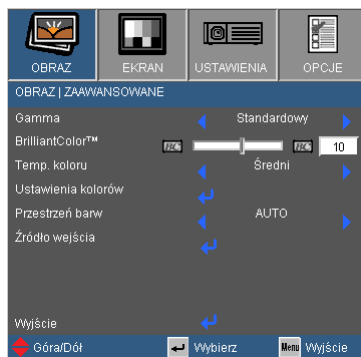 OBRAZ EKRAN USTAWIENIA OPCJE
OBRAZ | ZAAWANSOWANE
Gamma Standardowy
BrilliantColor™ 10
Temp. koloru Średni
Ustawienia kolorów
Przestrzeń barw AUTO
Źródło wejścia
Wyjście
Góra/Dół Wybierz Menu Wyjście